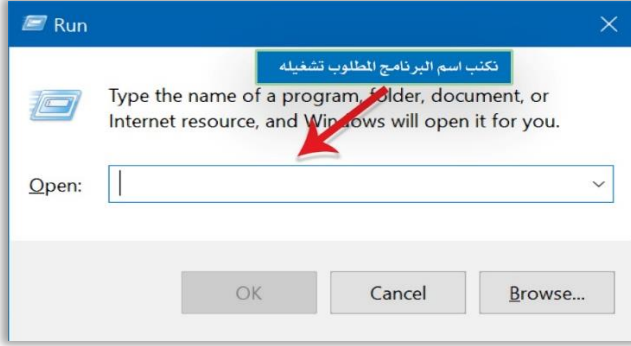 Run
نكتب اسم البرنامج المطلوب تشغيله
Type the name of a program, folder, document, or
Internet resource, and Windows will open it for you.
Open:
OK
Cancel
Browse...